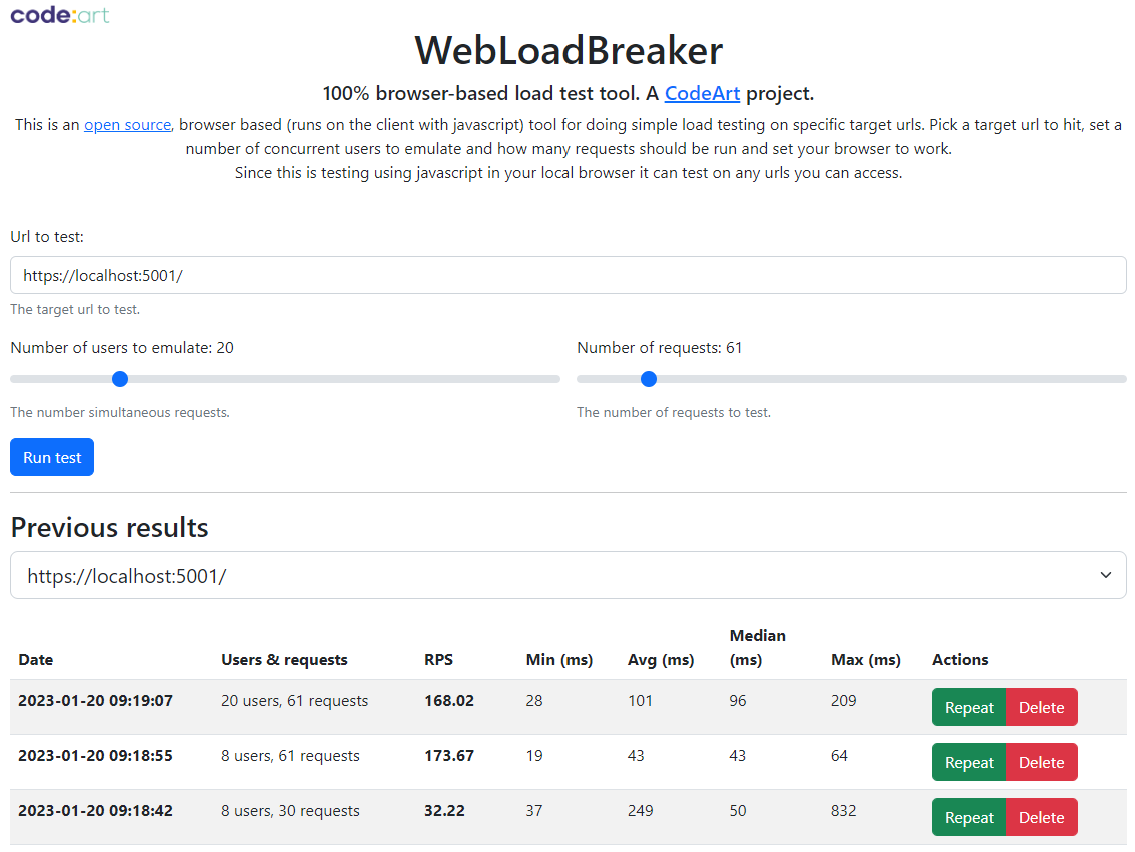 code:art
WebLoadBreaker
100% browser-based load test tool. A CodeArt project.
This is an open source, browser based (runs on the client with javascript) tool for doing simple load testing on specific target urls. Pick a target url to hit, set a
number of concurrent users to emulate and how many requests should be run and set your browser to work.
Since this is testing using javascript in your local browser it can test on any urls you can access.
Url to test:
https://localhost:5001/
The target url to test.
Number of users to emulate: 20 Number of requests: 61
The number simultaneous requests. The number of requests to test.
Run test
Previous results
https://localhost:5001/
Date Users & requests RPS Min (ms) Avg (ms) Median (ms) Max (ms) Actions
2023-01-20 09:19:07 20 users, 61 requests 168.02 28 101 96 209 Repeat Delete
2023-01-20 09:18:55 8 users, 61 requests 173.67 19 43 43 64 Repeat Delete
2023-01-20 09:18:42 8 users, 30 requests 32.22 37 249 50 832 Repeat Delete